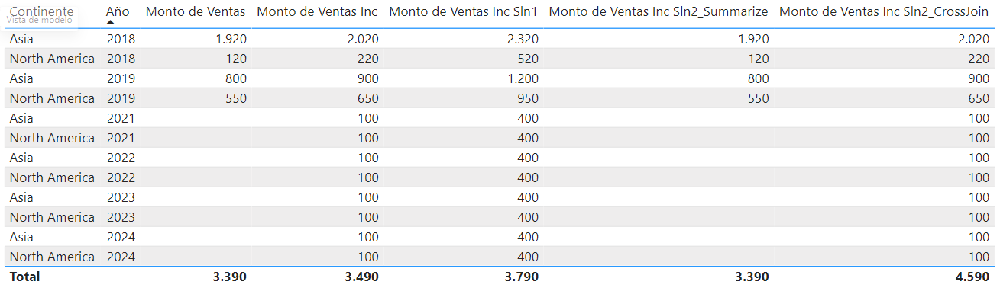 Continente Año Monto de Ventas Monto de Ventas Inc Monto de Ventas Inc Sln1 Monto de Ventas Inc Sln2_Summarize Monto de Ventas Inc Sln2_CrossJoin
Vista de modelo
Asia 2018 1.920 2.020 2.320 1.920 2.020
North America 2018 120 220 520 120 220
Asia 2019 800 900 1.200 800 900
North America 2019 550 650 950 550 650
Asia 2021 100 400 100
North America 2021 100 400 100
Asia 2022 100 400 100
North America 2022 100 400 100
Asia 2023 100 400 100
North America 2023 100 400 100
Asia 2024 100 400 100
North America 2024 100 400 100
Total 3.390 3.490 3.790 3.390 4.590